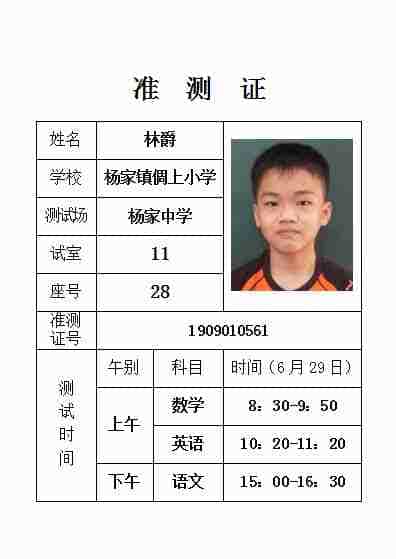 准 测 证
姓名 林爵
学校 杨家镇倜上小学
测试场 杨家中学
试室 11
座号 28
准测证号 1909010561
测试时间 午别 科目 时间（6月29日）
上午 数学 8：30-9：50
英语 10：20-11：20
下午 语文 15：00-16：30